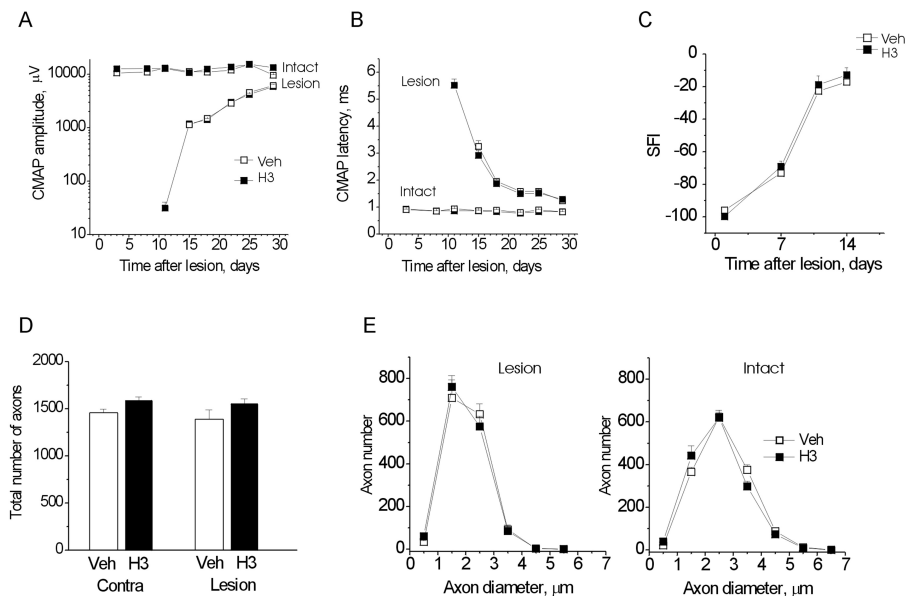 A
CMAP amplitude, μV
10000
1000
100
10
Intact
Lesion
Veh
H3
0 5 10 15 20 25 30
Time after lesion, days
B
CMAP latency, ms
6
5
4
3
2
1
0
Lesion
Intact
0 5 10 15 20 25 30
Time after lesion, days
C
Veh
H3
SFI
-20
-40
-60
-80
-100
0 7 14
Time after lesion, days
D
Total number of axons
2000
1500
1000
500
0
Veh H3 Veh H3
Contra Lesion
E
Lesion
Axon number
800
600
400
200
0
0 1 2 3 4 5 6 7
Axon diameter, μm
Intact
Axon number
800
600
400
200
0
Veh
H3
0 1 2 3 4 5 6 7
Axon diameter, μm